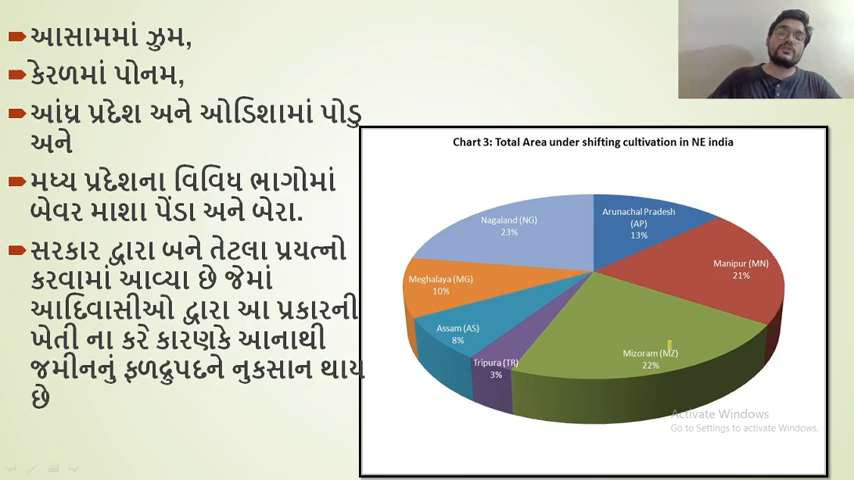 આસામમાં ઝુમ,
કેરળમાં પોનમ,
આંધ્ર પ્રદેશ અને ઓડિશામાં પોડુ
અને
મધ્ય પ્રદેશના વિવિધ ભાગોમાં
બેવર માશા પેંડા અને બેરા.
સરકાર દ્વારા બને તેટલા પ્રયત્નો
કરવામાં આવ્યા છે જેમાં
આદિવાસીઓ દ્વારા આ પ્રકારની
ખેતી ના કરે કારણકે આનાથી
જમીનનું ફળદ્રુપદને નુકસાન થાય
છે
Chart 3: Total Area under shifting cultivation in NE india
Nagaland (NG)
23%
Arunachal Pradesh
(AP)
13%
Manipur (MN)
21%
Meghalaya (MG)
10%
Assam (AS)
8%
Tripura (TR)
3%
Mizoram (MZ)
22%
Activate Windows
Go to Settings to activate Windows.